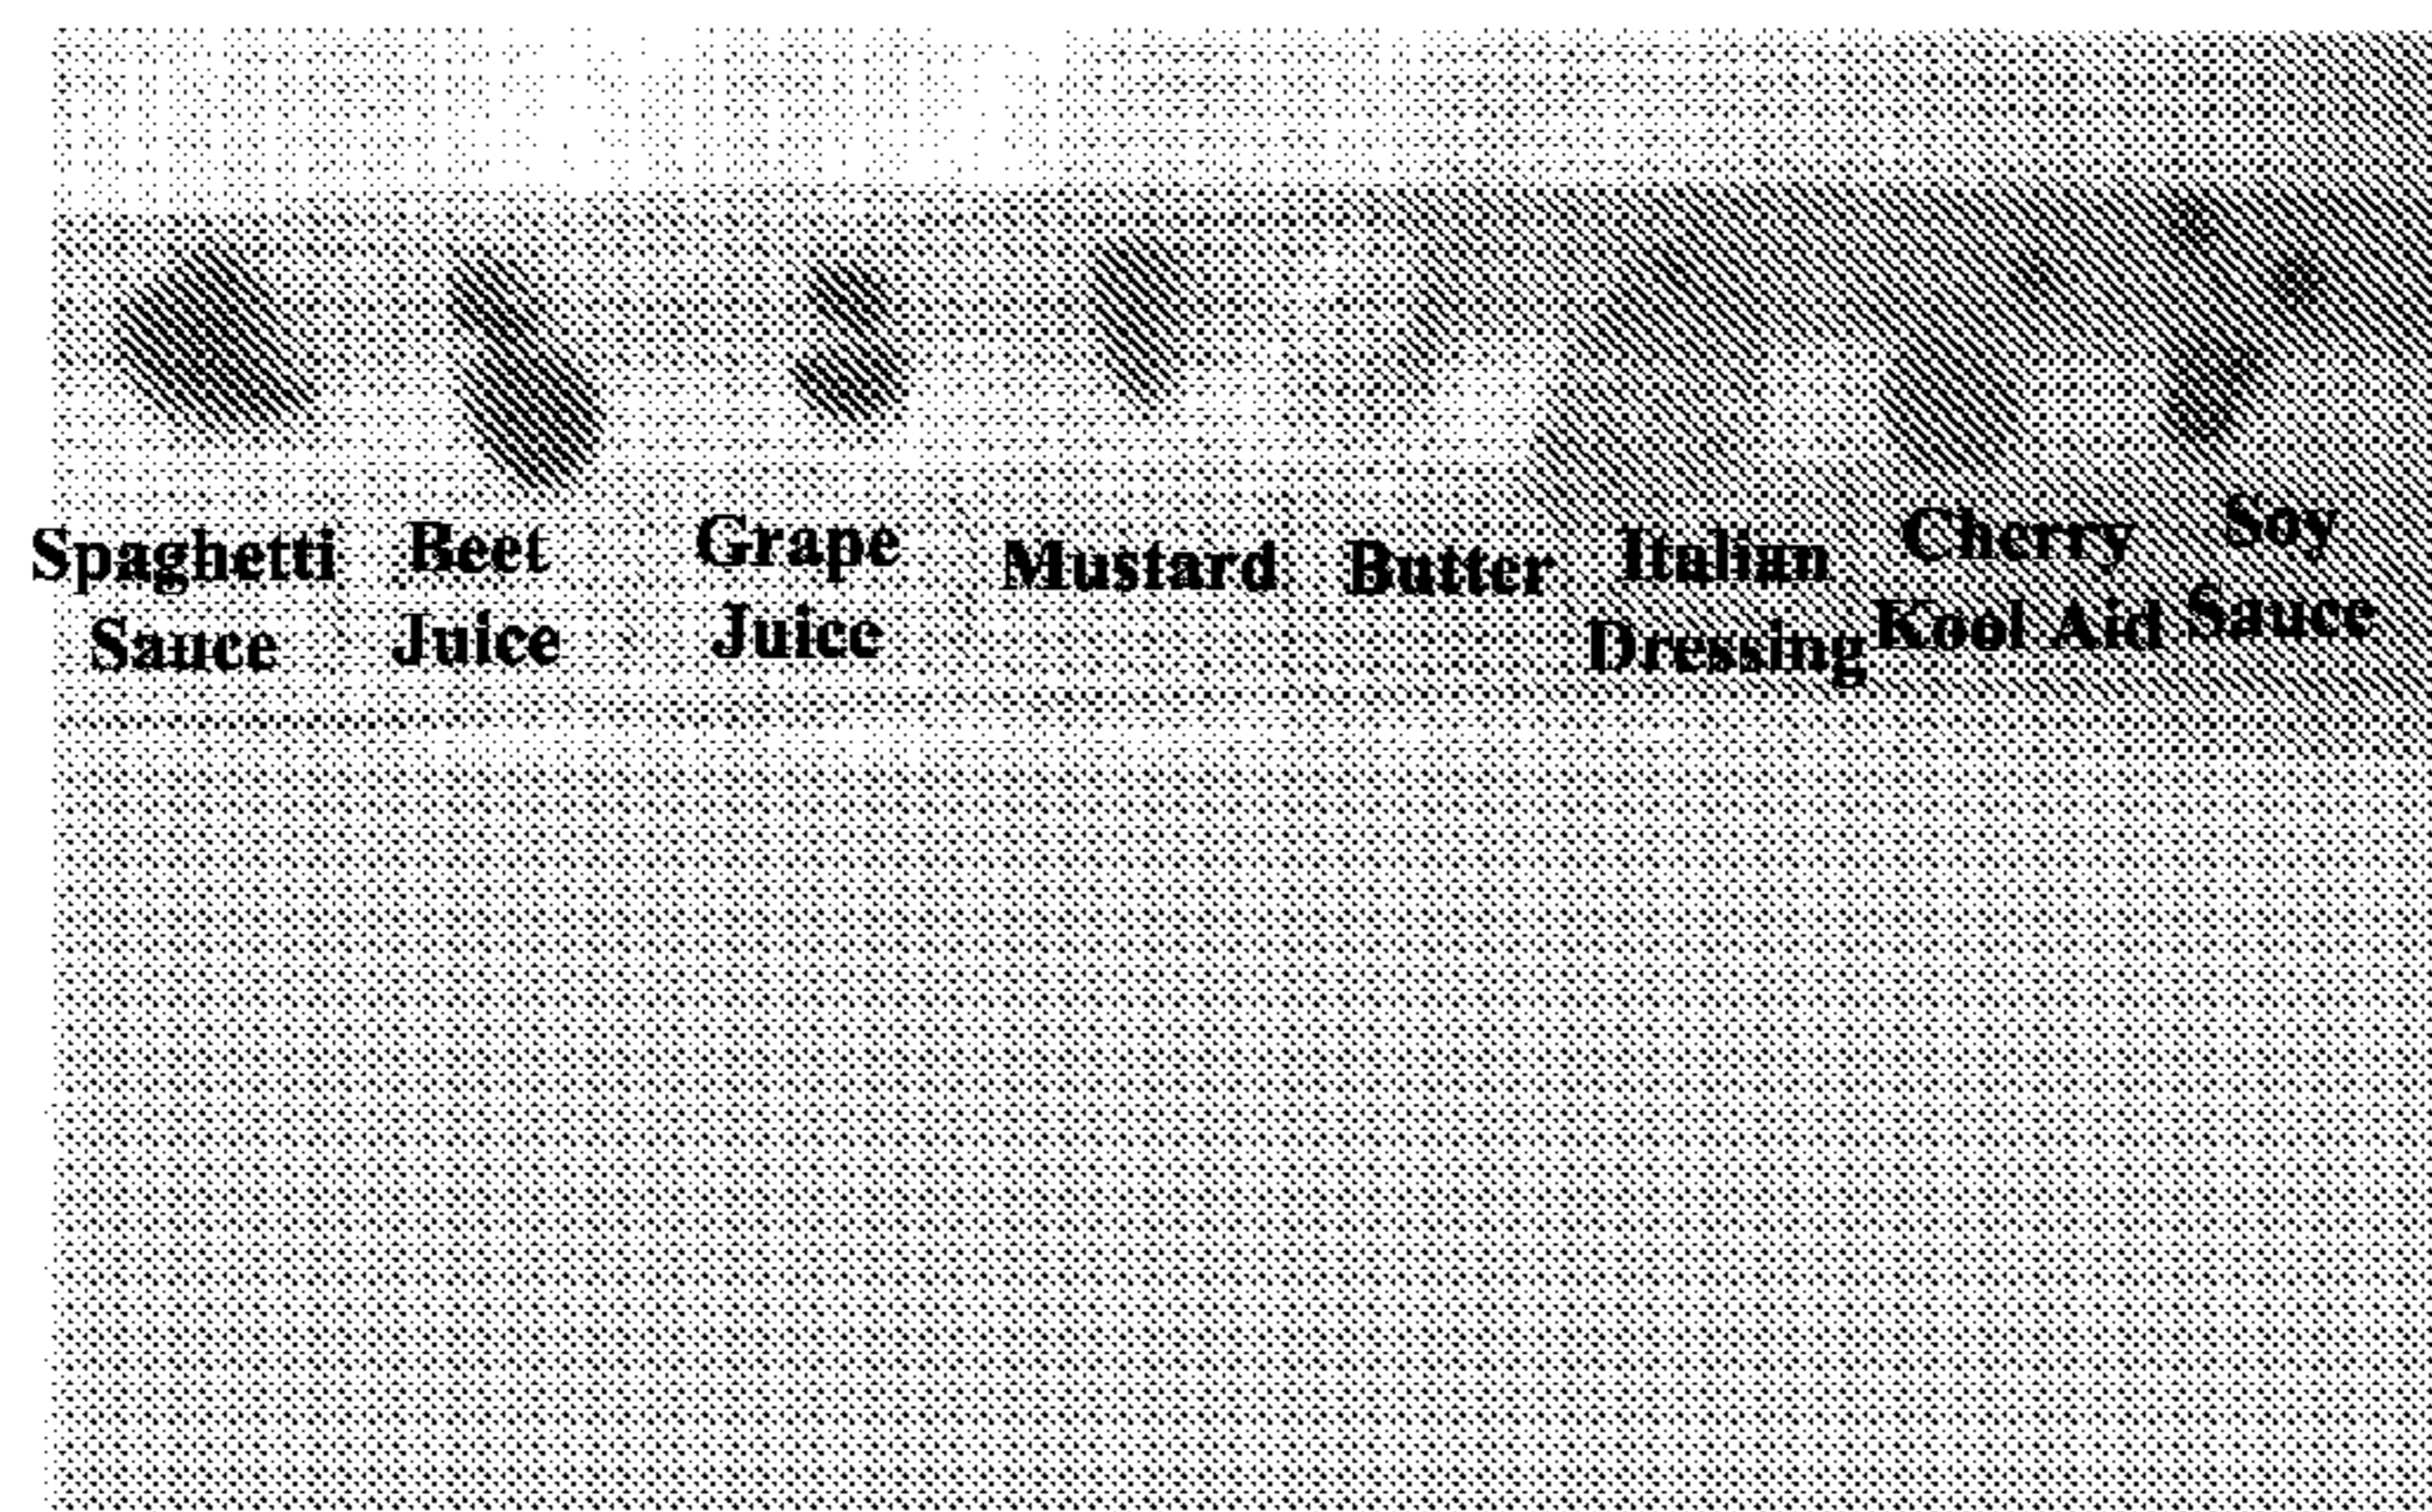 Spaghetti
Sauce
Beet
Juice
Grape
Juice
Mustard
Butter
Italian
Dressing
Cherry
Kool Aid
Soy
Sauce